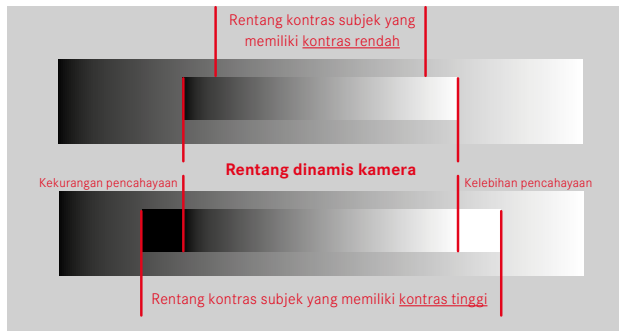 Rentang kontras subjek yang
memiliki kontras rendah
Rentang dinamis kamera
Kekurangan pencahayaan
Kelebihan pencahayaan
Rentang kontras subjek yang memiliki kontras tinggi